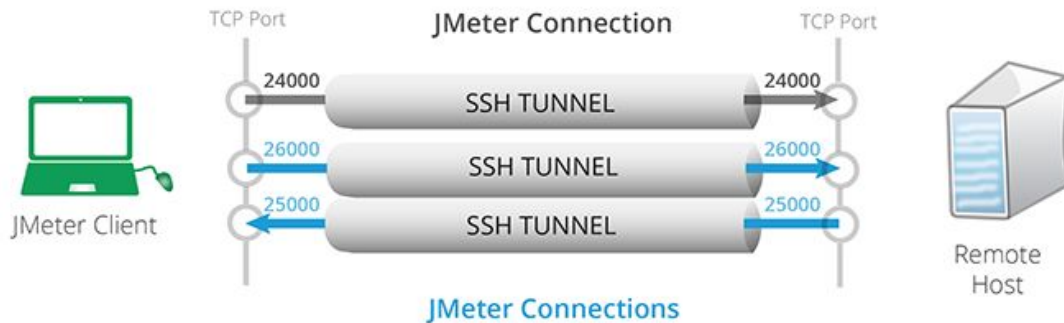 TCP Port
JMeter Connection
TCP Port
24000
SSH TUNNEL
24000
26000
SSH TUNNEL
26000
25000
SSH TUNNEL
25000
JMeter Client
Remote
Host
JMeter Connections